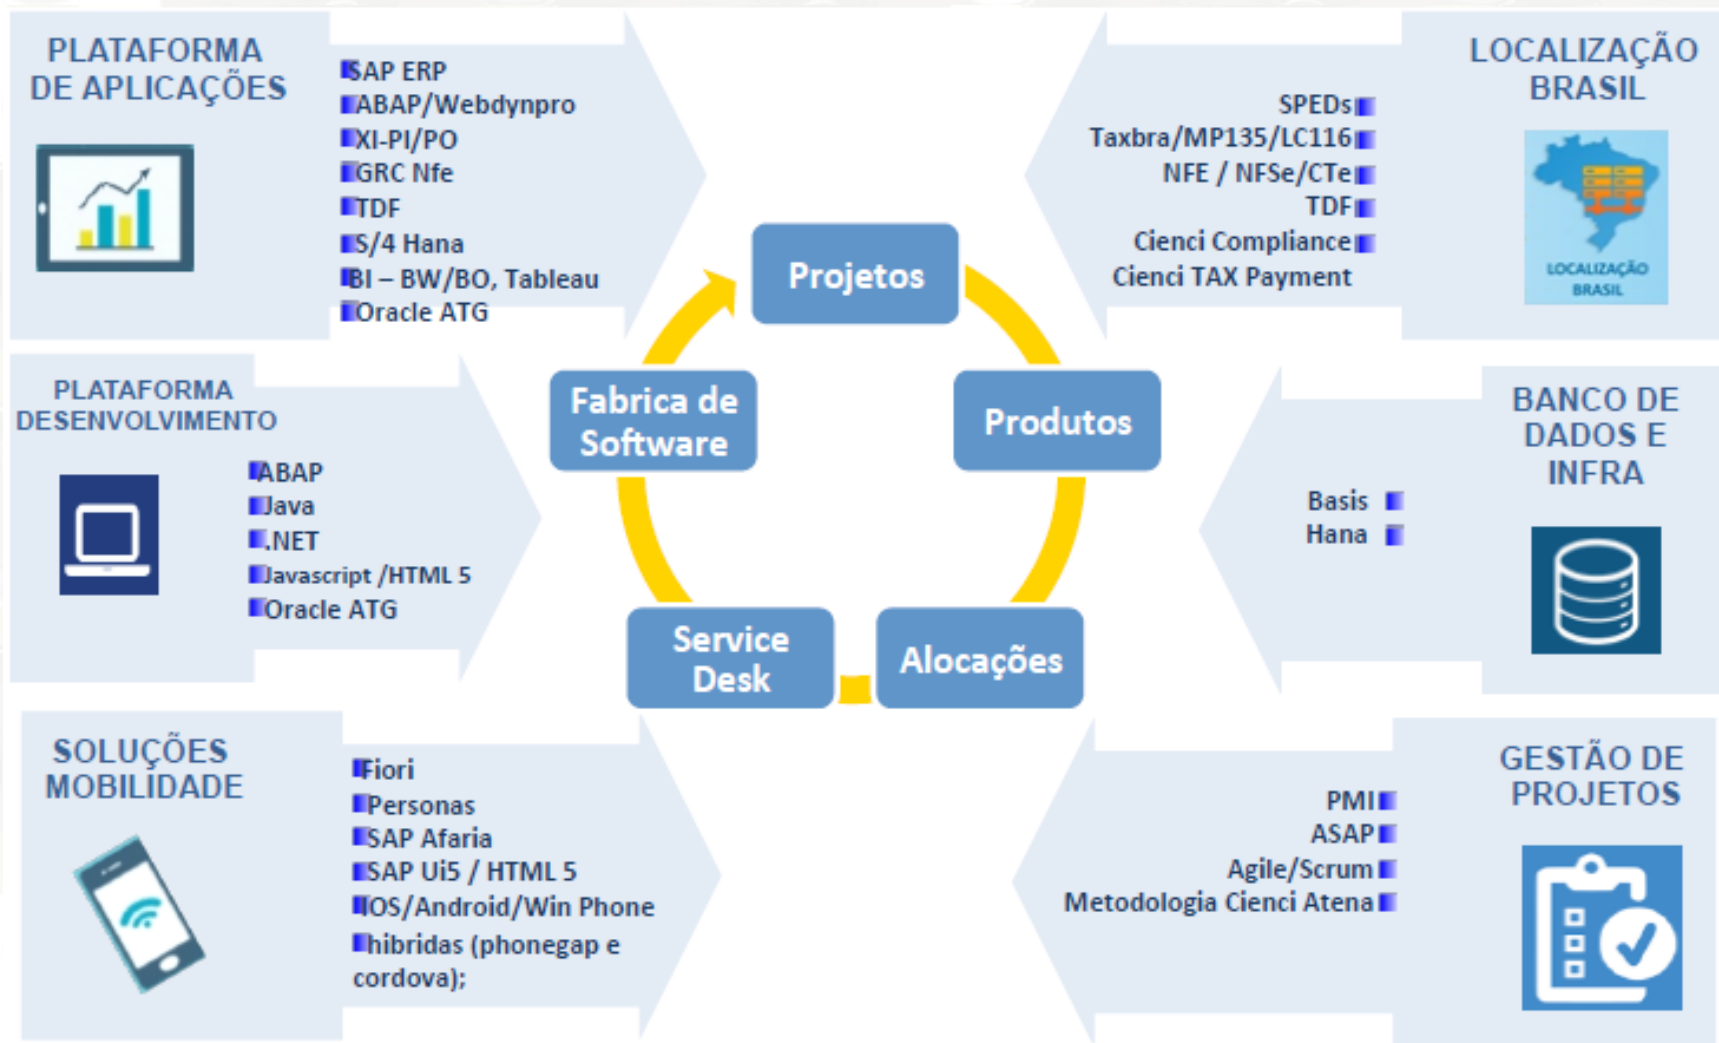 PLATAFORMA
DE APLICAÇÕES
SAP ERP
ABAP/Webdynpro
XI-PI/PO
GRC Nfe
TDF
S/4 Hana
BI – BW/BO, Tableau
Oracle ATG
LOCALIZAÇÃO
BRASIL
SPEDs
Taxbra/MP135/LC116
NFE / NFSe/CTe
TDF
Cienci Compliance
Cienci TAX Payment
LOCALIZAÇÃO
BRASIL
Projetos
Produtos
Alocações
Service
Desk
Fabrica de
Software
PLATAFORMA
DESENVOLVIMENTO
ABAP
Java
.NET
Javascript /HTML 5
Oracle ATG
BANCO DE
DADOS E
INFRA
Basis
Hana
SOLUÇÕES
MOBILIDADE
Fiori
Personas
SAP Afaria
SAP Ui5 / HTML 5
IOS/Android/Win Phone
hibridas (phonegap e
cordova);
GESTÃO DE
PROJETOS
PMI
ASAP
Agile/Scrum
Metodologia Cienci Atena